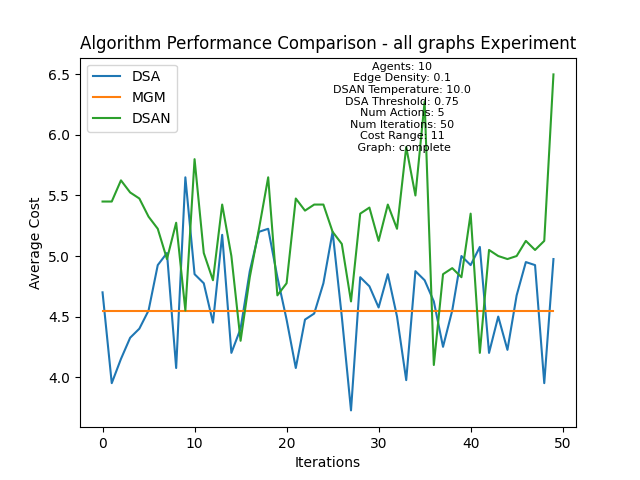 Algorithm Performance Comparison - all graphs Experiment
DSA
MGM
DSAN
Agents: 10
Edge Density: 0.1
DSAN Temperature: 10.0
DSA Threshold: 0.75
Num Actions: 5
Num Iterations: 50
Cost Range: 11
Graph: complete
Average Cost
6.5
6.0
5.5
5.0
4.5
4.0
0 10 20 30 40 50
Iterations